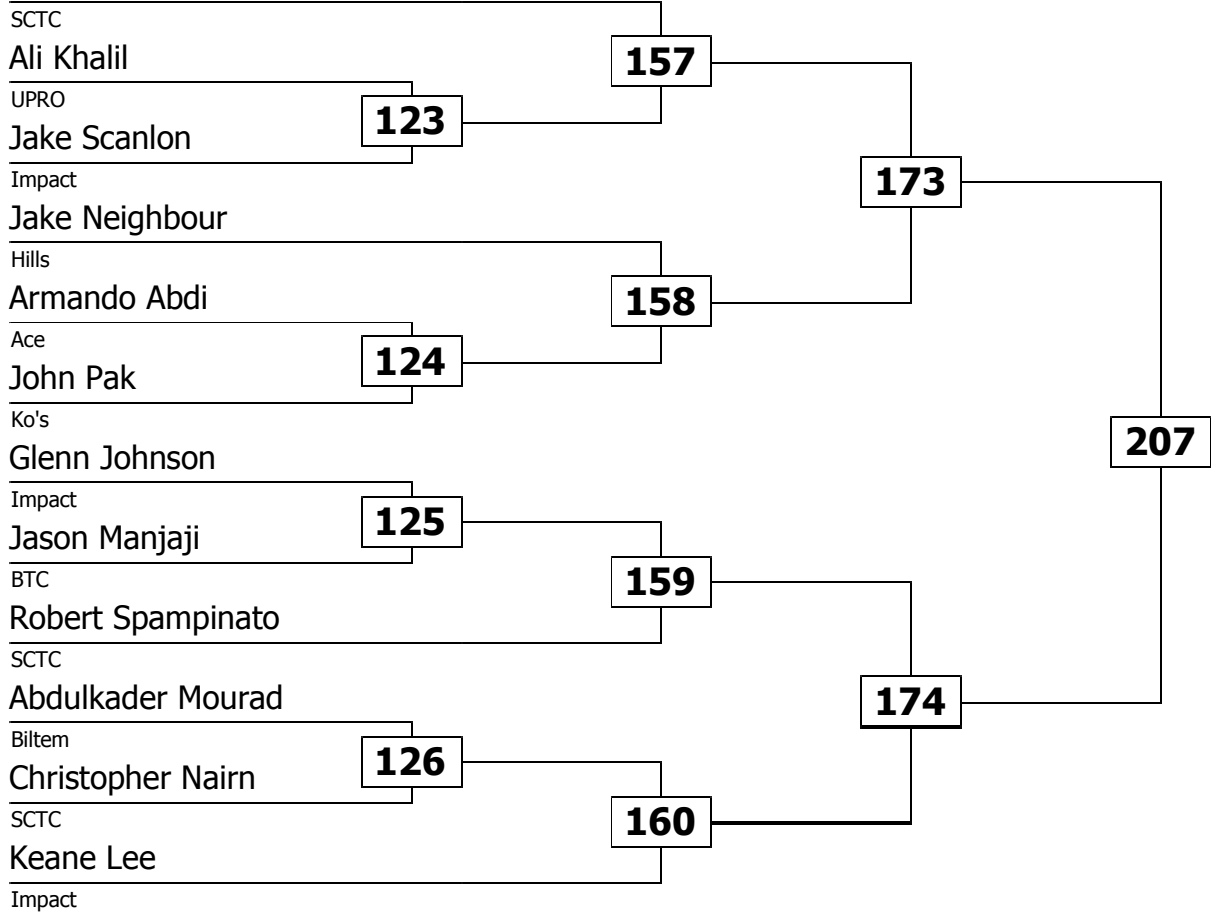 SCTC
Ali Khalil
157
UPRO
123
Jake Scanlon
Impact
173
Jake Neighbour
Hills
Armando Abdi
158
Ace
124
John Pak
Ko's
207
Glenn Johnson
Impact
125
Jason Manjaji
BTC
159
Robert Spampinato
SCTC
Abdulkader Mourad
174
Biltem
126
Christopher Nairn
SCTC
160
Keane Lee
Impact